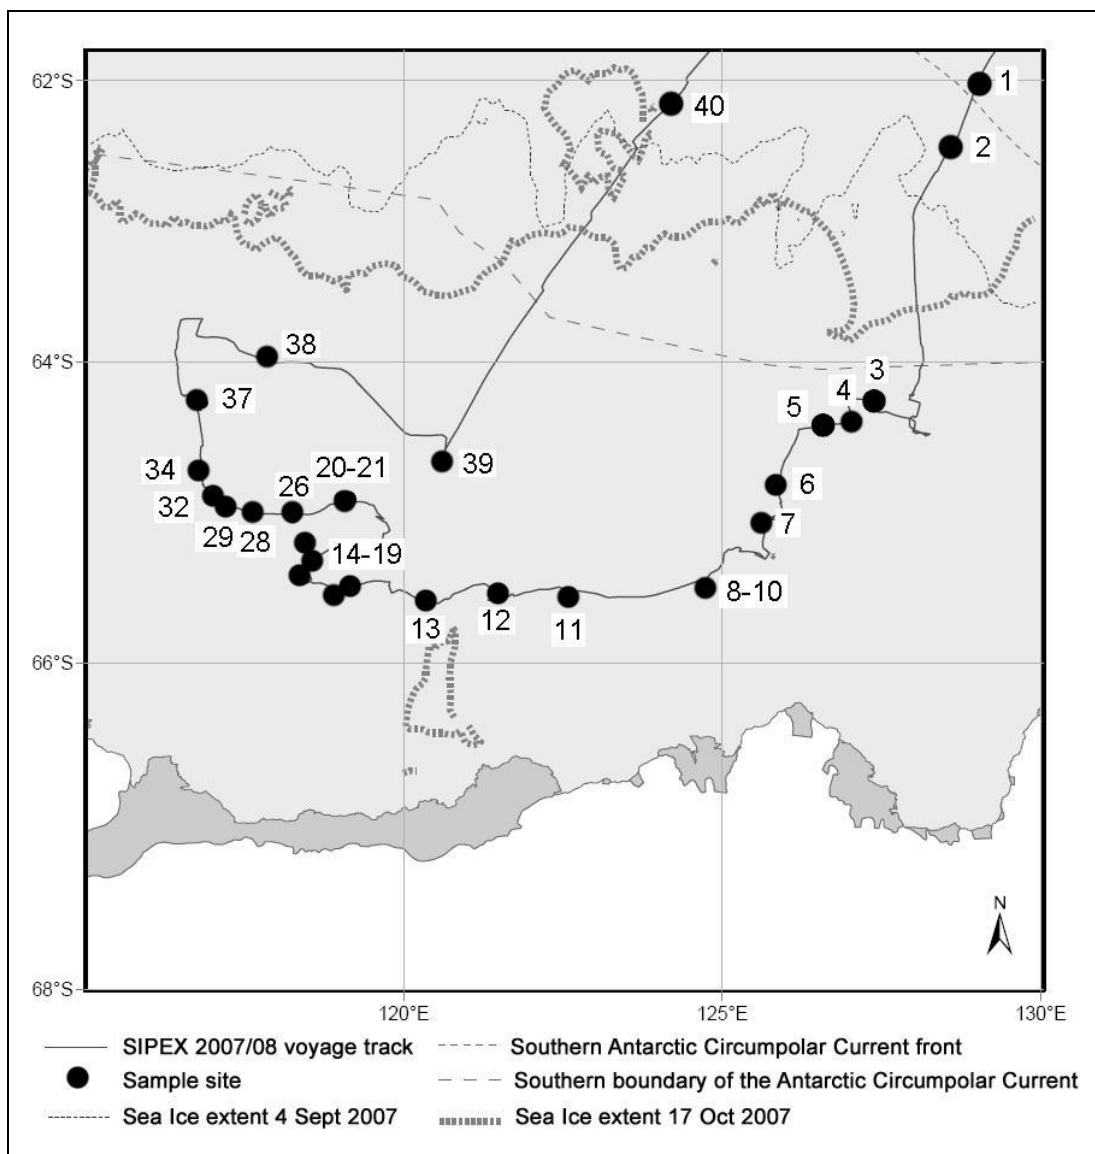 62°S
1
40
2
64°S
38
3
37
4
5
39
20-21
34
26
6
32
7
29
28
14-19
8-10
12
13
11
66°S
N
68°S
120°E
125°E
130°E
SIPEX 2007/08 voyage track
Southern Antarctic Circumpolar Current front
Sample site
Southern boundary of the Antarctic Circumpolar Current
Sea Ice extent 4 Sept 2007
Sea Ice extent 17 Oct 2007